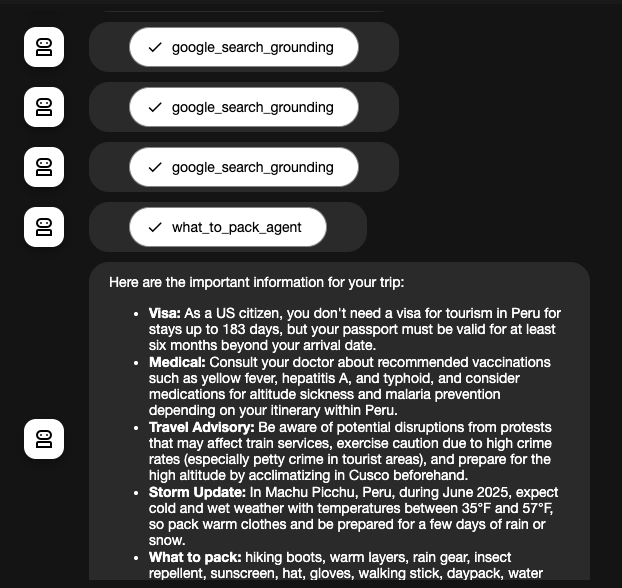 google_search_grounding
google_search_grounding
google_search_grounding
what_to_pack_agent
Here are the important information for your trip:
• Visa: As a US citizen, you don't need a visa for tourism in Peru for
stays up to 183 days, but your passport must be valid for at least
six months beyond your arrival date.
• Medical: Consult your doctor about recommended vaccinations
such as yellow fever, hepatitis A, and typhoid, and consider
medications for altitude sickness and malaria prevention
depending on your itinerary within Peru.
• Travel Advisory: Be aware of potential disruptions from protests
that may affect train services, exercise caution due to high crime
rates (especially petty crime in tourist areas), and prepare for the
high altitude by acclimatizing in Cusco beforehand.
• Storm Update: In Machu Picchu, Peru, during June 2025, expect
cold and wet weather with temperatures between 35°F and 57°F,
so pack warm clothes and be prepared for a few days of rain or
snow.
• What to pack: hiking boots, warm layers, rain gear, insect
repellent, sunscreen, hat, gloves, walking stick, daypack, water